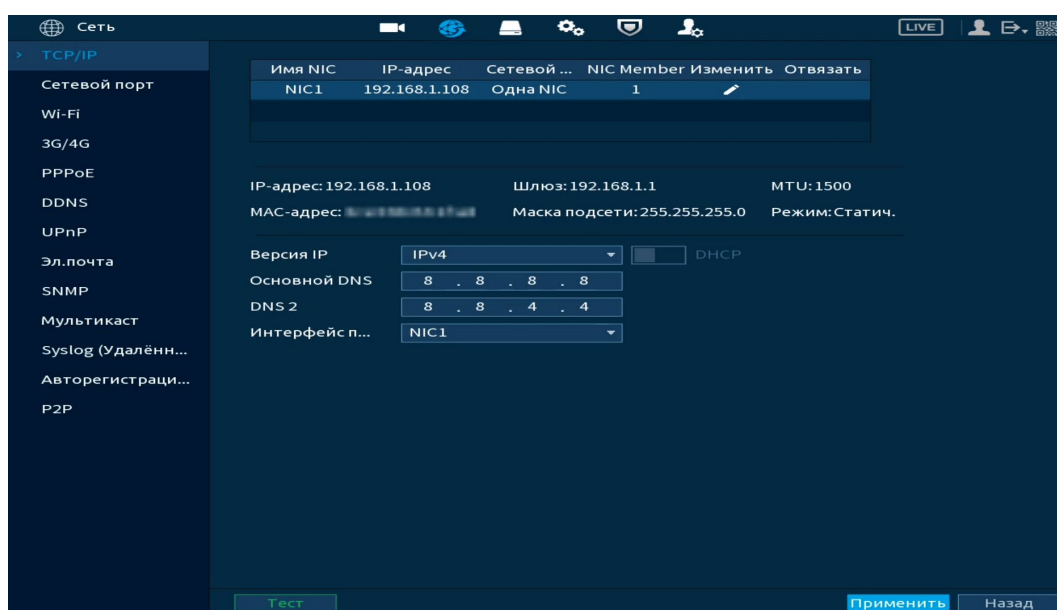 Сеть LIVE
TCP/IP
Сетевой порт
Wi-Fi
3G/4G
PPPoE
DDNS
UPnP
Эл.почта
SNMP
Мультикаст
Syslog (Удалённ...
Авторегистраци...
P2P
Имя NIC IP-адрес Сетевой ... NIC Member Изменить Отвязать
NIC1 192.168.1.108 Одна NIC 1
IP-адрес: 192.168.1.108 Шлюз: 192.168.1.1 MTU: 1500
MAC-адрес: Маска подсети: 255.255.255.0 Режим: Статич.
Версия IP IPv4 DHCP
Основной DNS 8 . 8 . 8 . 8
DNS 2 8 . 8 . 4 . 4
Интерфейс п... NIC1
Тест Применить Назад